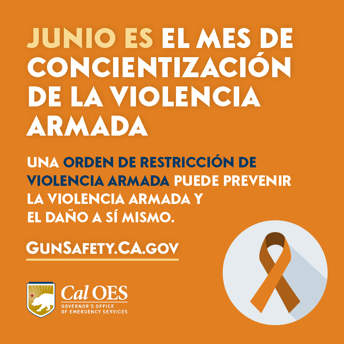 JUNIO ES EL MES DE
CONCIENTIZACIÓN
DE LA VIOLENCIA
ARMADA
UNA ORDEN DE RESTRICCIÓN DE
VIOLENCIA ARMADA PUEDE PREVENIR
LA VIOLENCIA ARMADA Y
EL DAÑO A SÍ MISMO.
GUNSAFETY.CA.GOV
Cal OES
GOVERNOR'S OFFICE
OF EMERGENCY SERVICES